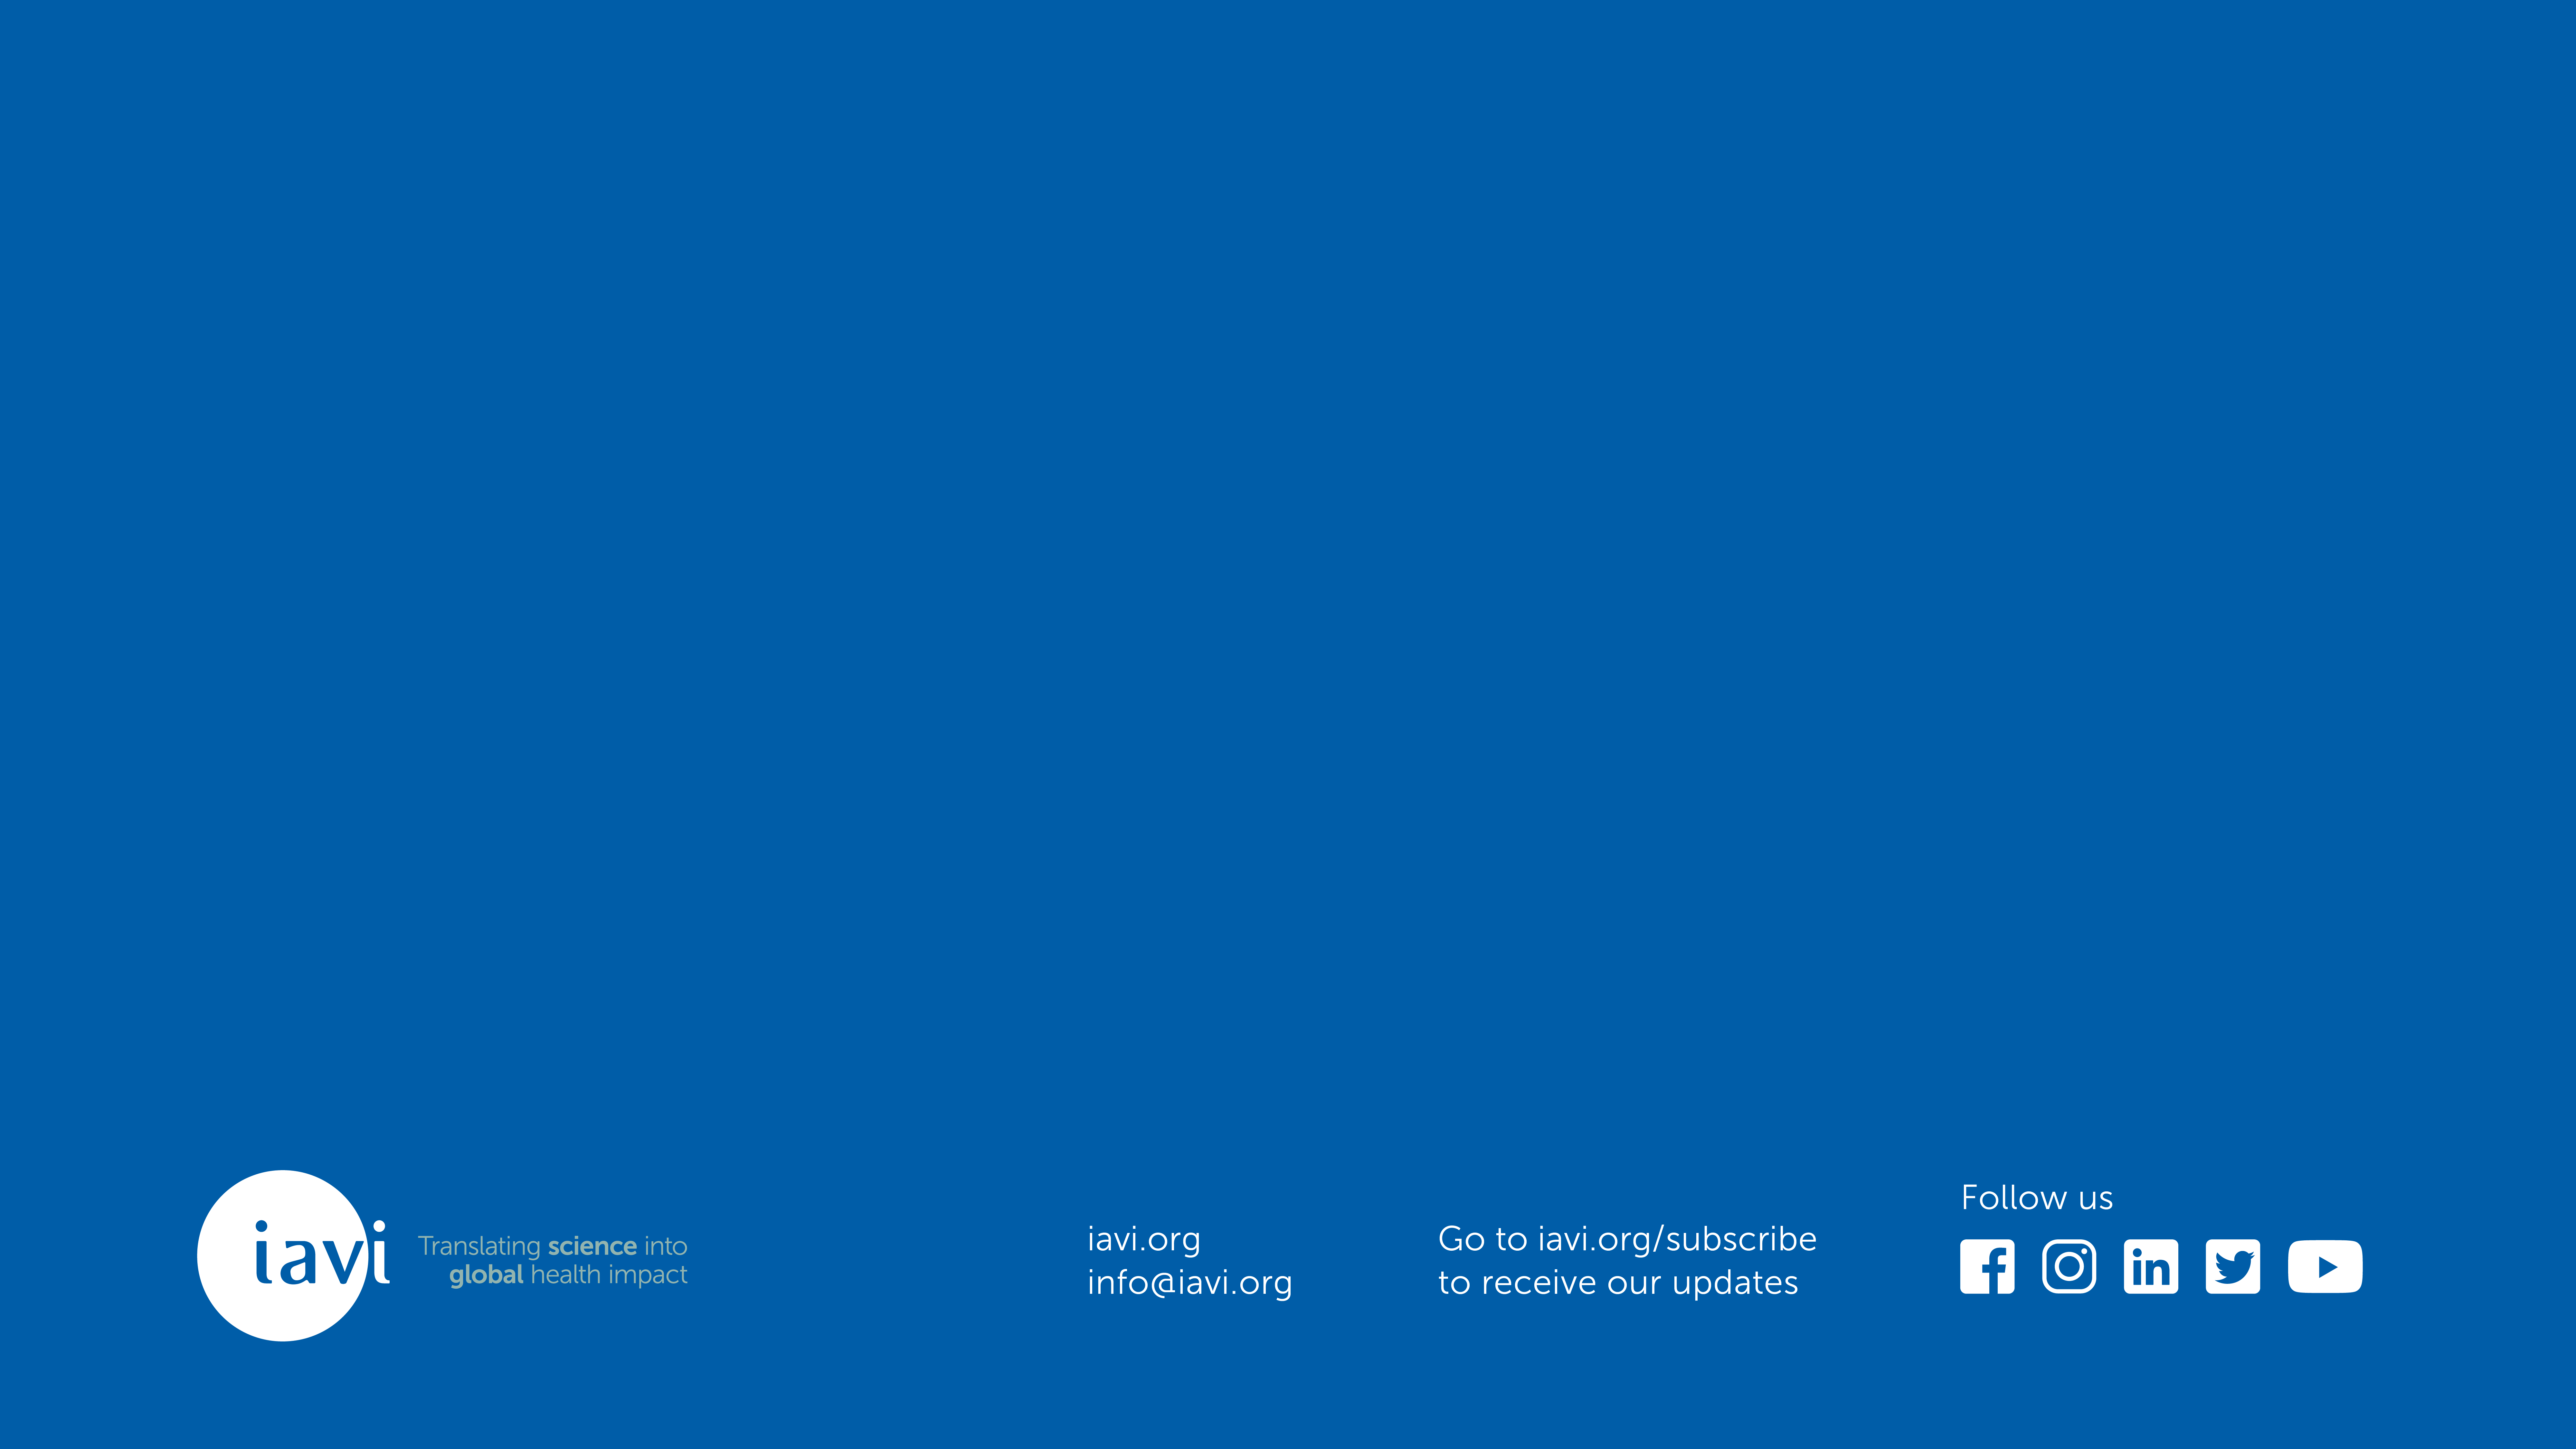 iavi
Translating science into
global health impact
iavi.org
info@iavi.org
Go to iavi.org/subscribe
to receive our updates
Follow us